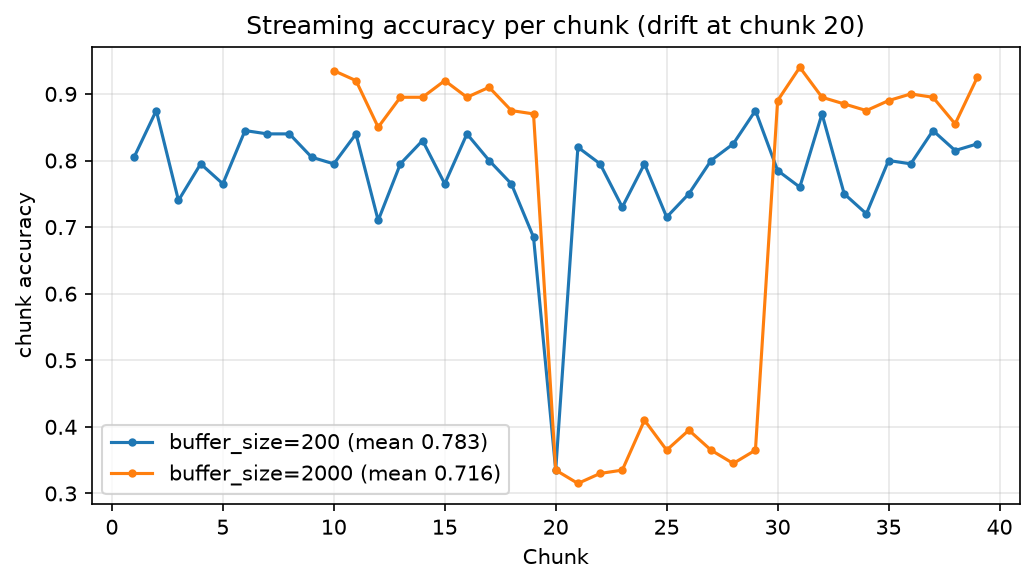 Streaming accuracy per chunk (drift at chunk 20)
chunk accuracy
0.9
0.8
0.7
0.6
0.5
0.4
0.3
buffer_size=200 (mean 0.783)
buffer_size=2000 (mean 0.716)
0 5 10 15 20 25 30 35 40
Chunk